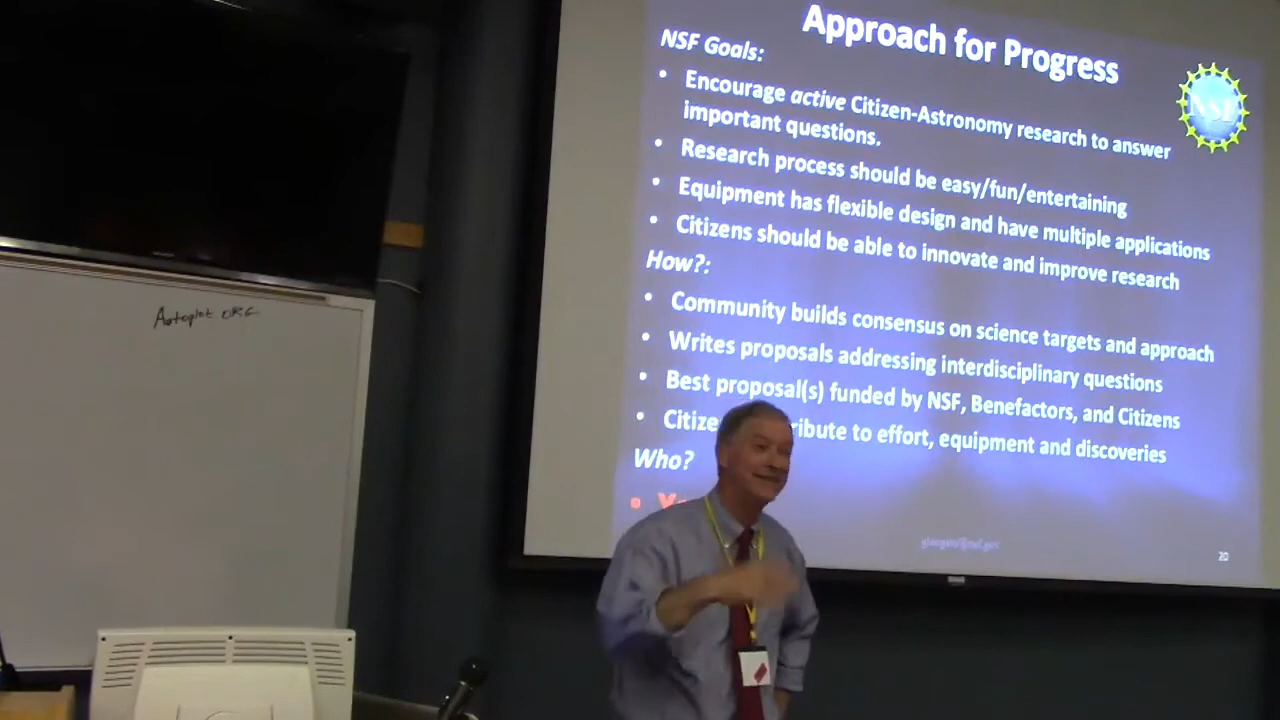 Approach for Progress
NSF Goals:
• Encourage active Citizen-Astronomy research to answer
important questions.
• Research process should be easy/fun/entertaining
• Equipment has flexible design and have multiple applications
• Citizens should be able to innovate and improve research
How?:
• Community builds consensus on science targets and approach
• Writes proposals addressing interdisciplinary questions
• Best proposal(s) funded by NSF, Benefactors, and Citizens
• to effort, equipment and discoveries
Who?
20
NSF
Autoplot ORG